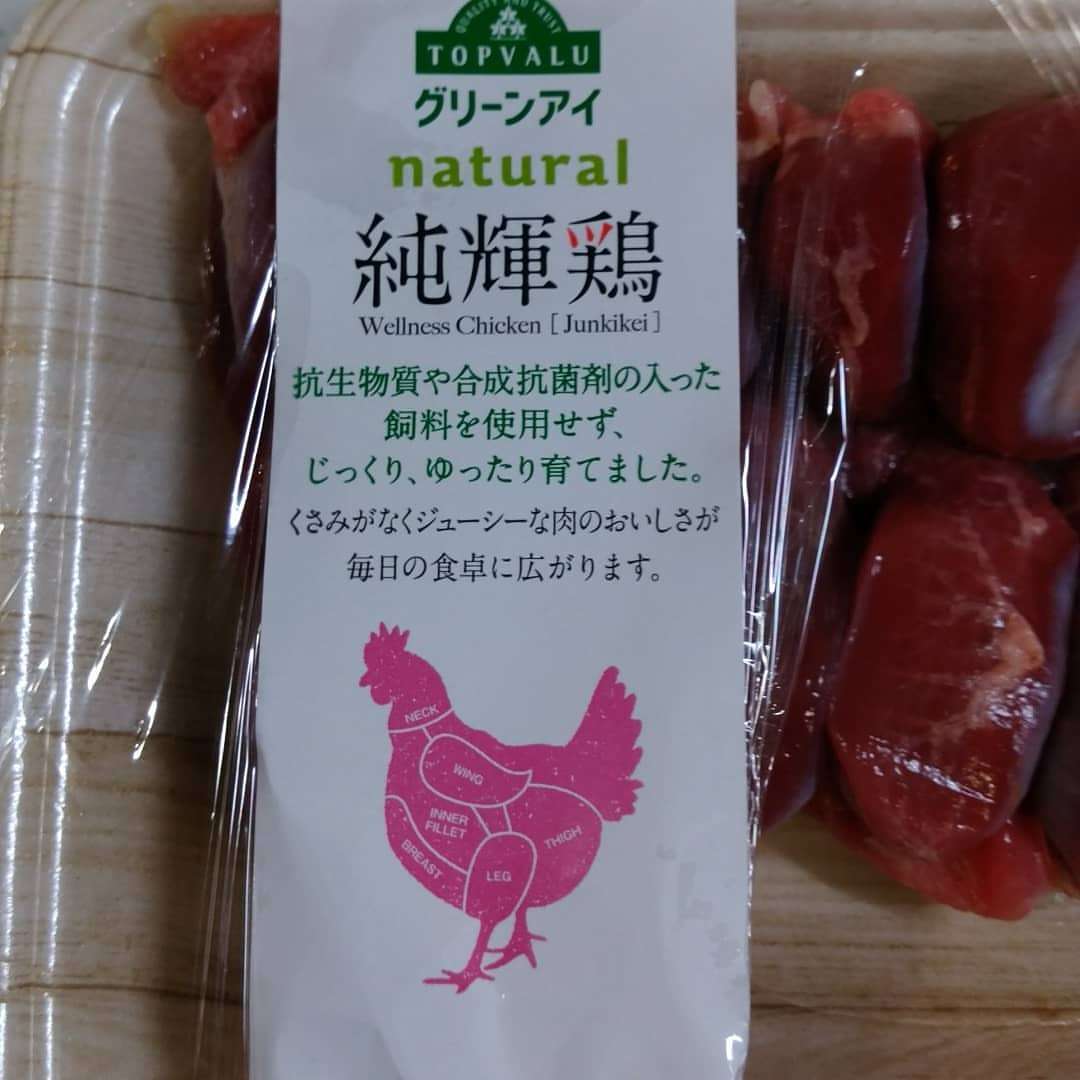 QUALITY AND TRUST
TOPVALU
グリーンアイ
natural
純輝鶏
Wellness Chicken [ Junkikei ]
抗生物質や合成抗菌剤の入った
飼料を使用せず、
じっくり、ゆったり育てました。
くさみがなくジューシーな肉のおいしさが
毎日の食卓に広がります。
NECK
WING
INNER
FILLET
BREAST
THIGH
LEG